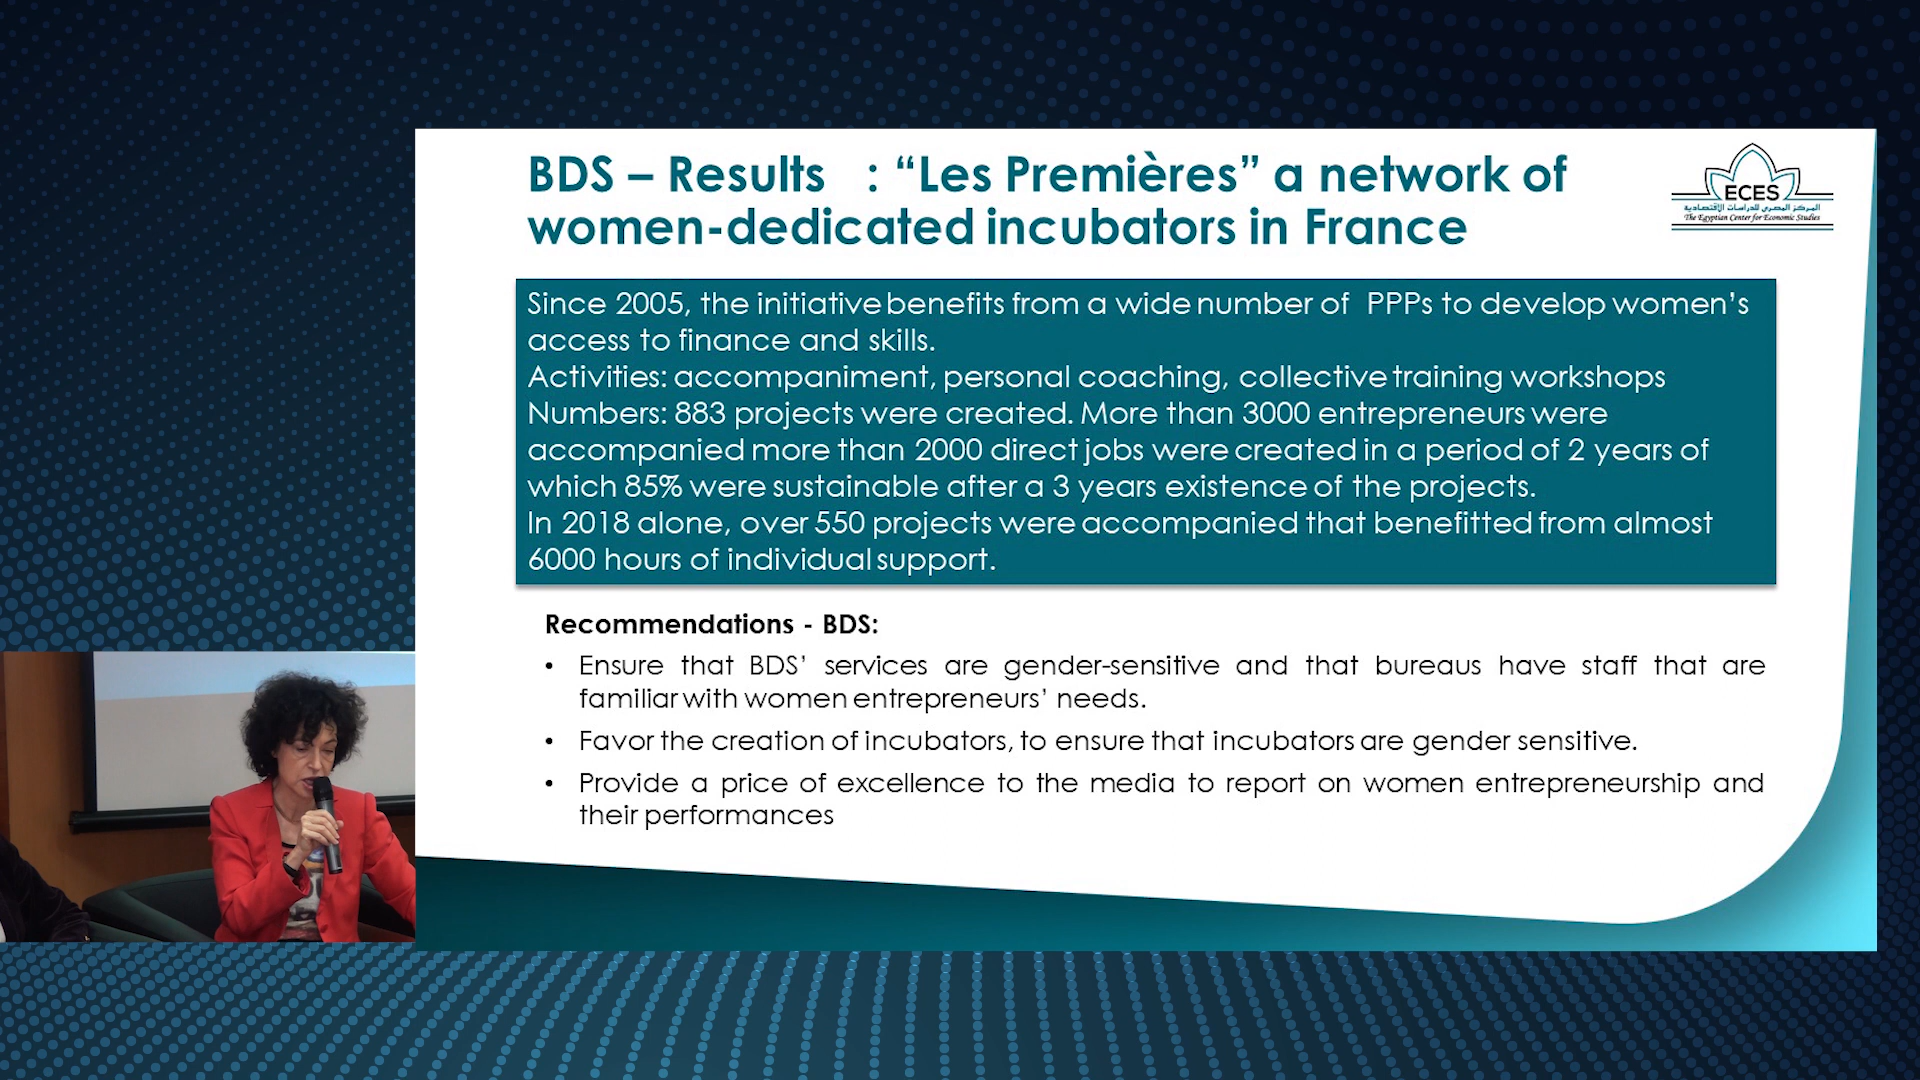 BDS – Results : “Les Premières” a network of
women-dedicated incubators in France
ECES
المركز المصري للدراسات الاقتصادية
The Egyptian Center for Economic Studies
Since 2005, the initiative benefits from a wide number of PPPs to develop women’s
access to finance and skills.
Activities: accompaniment, personal coaching, collective training workshops
Numbers: 883 projects were created. More than 3000 entrepreneurs were
accompanied more than 2000 direct jobs were created in a period of 2 years of
which 85% were sustainable after a 3 years existence of the projects.
In 2018 alone, over 550 projects were accompanied that benefitted from almost
6000 hours of individual support.
Recommendations - BDS:
• Ensure that BDS’ services are gender-sensitive and that bureaus have staff that are
familiar with women entrepreneurs’ needs.
• Favor the creation of incubators, to ensure that incubators are gender sensitive.
• Provide a price of excellence to the media to report on women entrepreneurship and
their performances